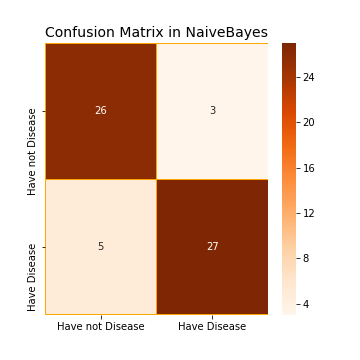 Confusion Matrix in NaiveBayes
Have not Disease
26
3
24
20
16
12
8
4
Have Disease
5
27
Have not Disease
Have Disease